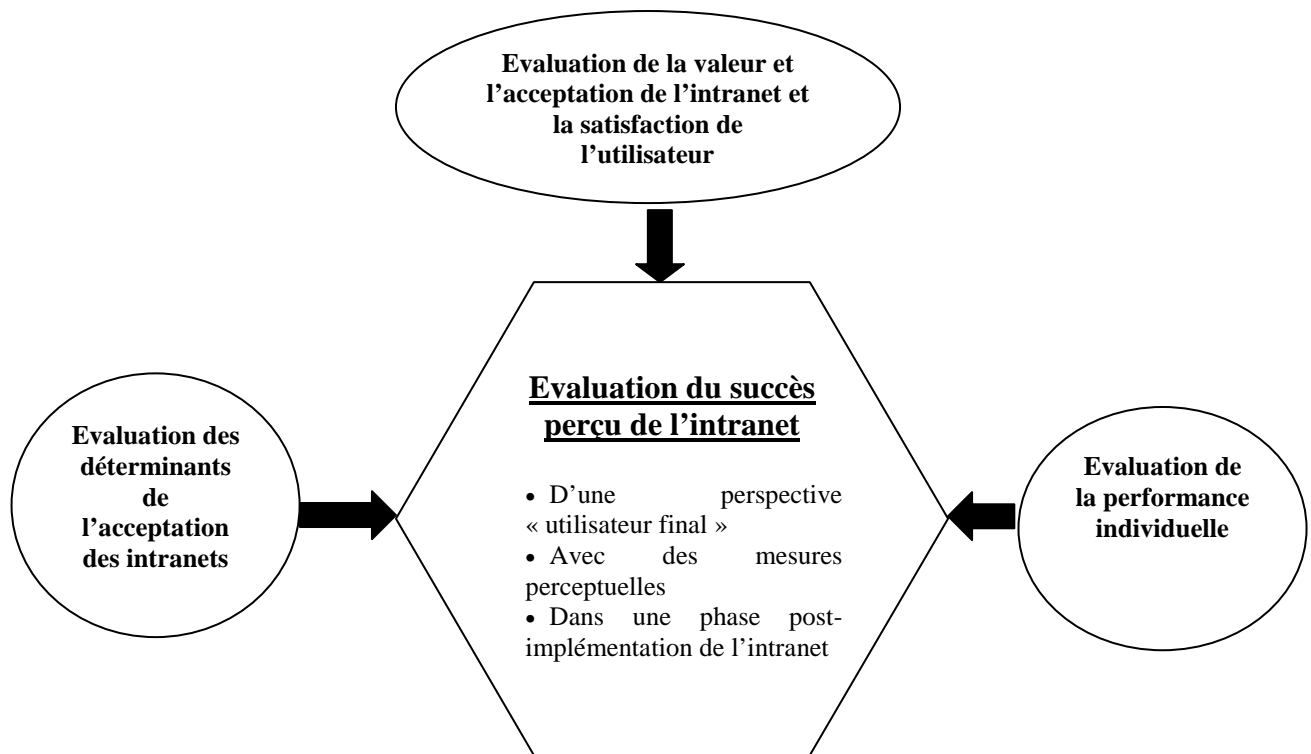 Evaluation de la valeur et
l’acceptation de l’intranet et
la satisfaction de
l’utilisateur
Evaluation des
déterminants
de
l’acceptation
des intranets
Evaluation du succès
perçu de l’intranet
• D’une perspective
« utilisateur final »
• Avec des mesures
perceptuelles
• Dans une phase post-
implémentation de l’intranet
Evaluation de
la performance
individuelle